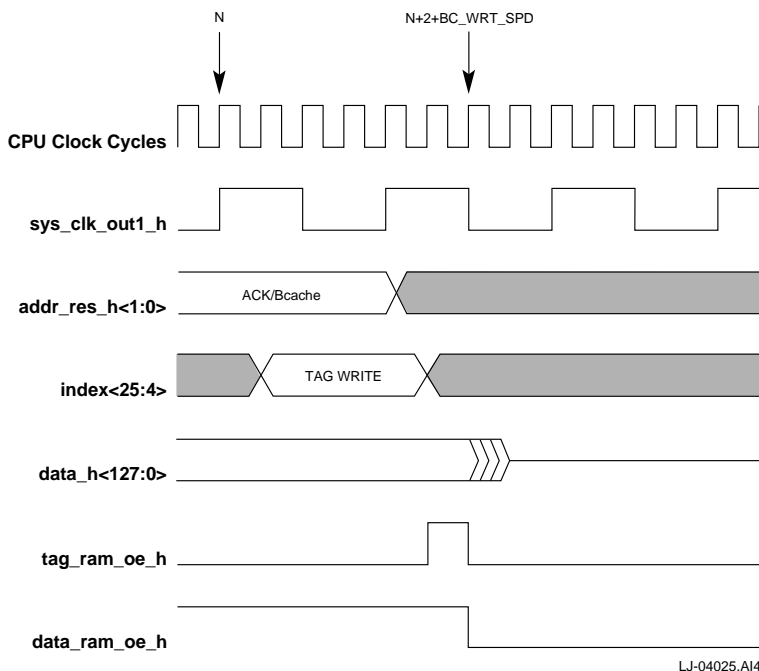 N N+2+BC_WRT_SPD
CPU Clock Cycles
sys_clk_out1_h
addr_res_h<1:0> ACK/Bcache
index<25:4> TAG WRITE
data_h<127:0>
tag_ram_oe_h
data_ram_oe_h
LJ-04025.AI4